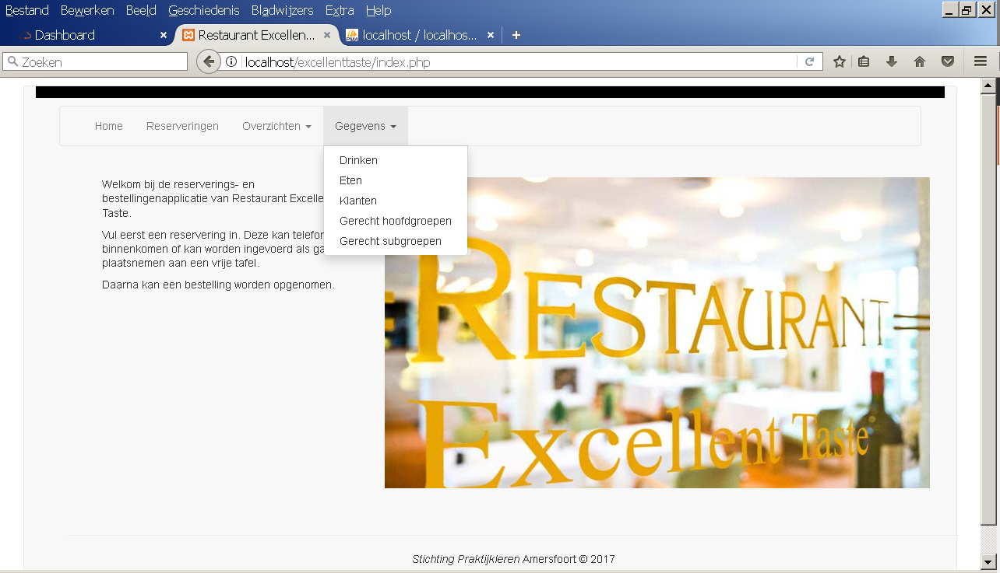 Bestand Bewerken Beeld Geschiedenis Bladwijzers Extra Help
Dashboard
Restaurant Excellen...
localhost / localhos...
Zoeken
localhost/excellenttaste/index.php
Home
Reserveringen
Overzichten
Gegevens
Drinken
Eten
Klanten
Gerecht hoofdgroepen
Gerecht subgroepen
Welkom bij de reserverings- en
bestellingenapplicatie van Restaurant Excelle
Taste.
Vul eerst een reservering in. Deze kan telefo
binnenkomen of kan worden ingevoerd als ga
plaatsnemen aan een vrije tafel.
Daarna kan een bestelling worden opgenomen.
RESTAURANT
Excellent Taste
Stichting Praktijkleren Amersfoort © 2017